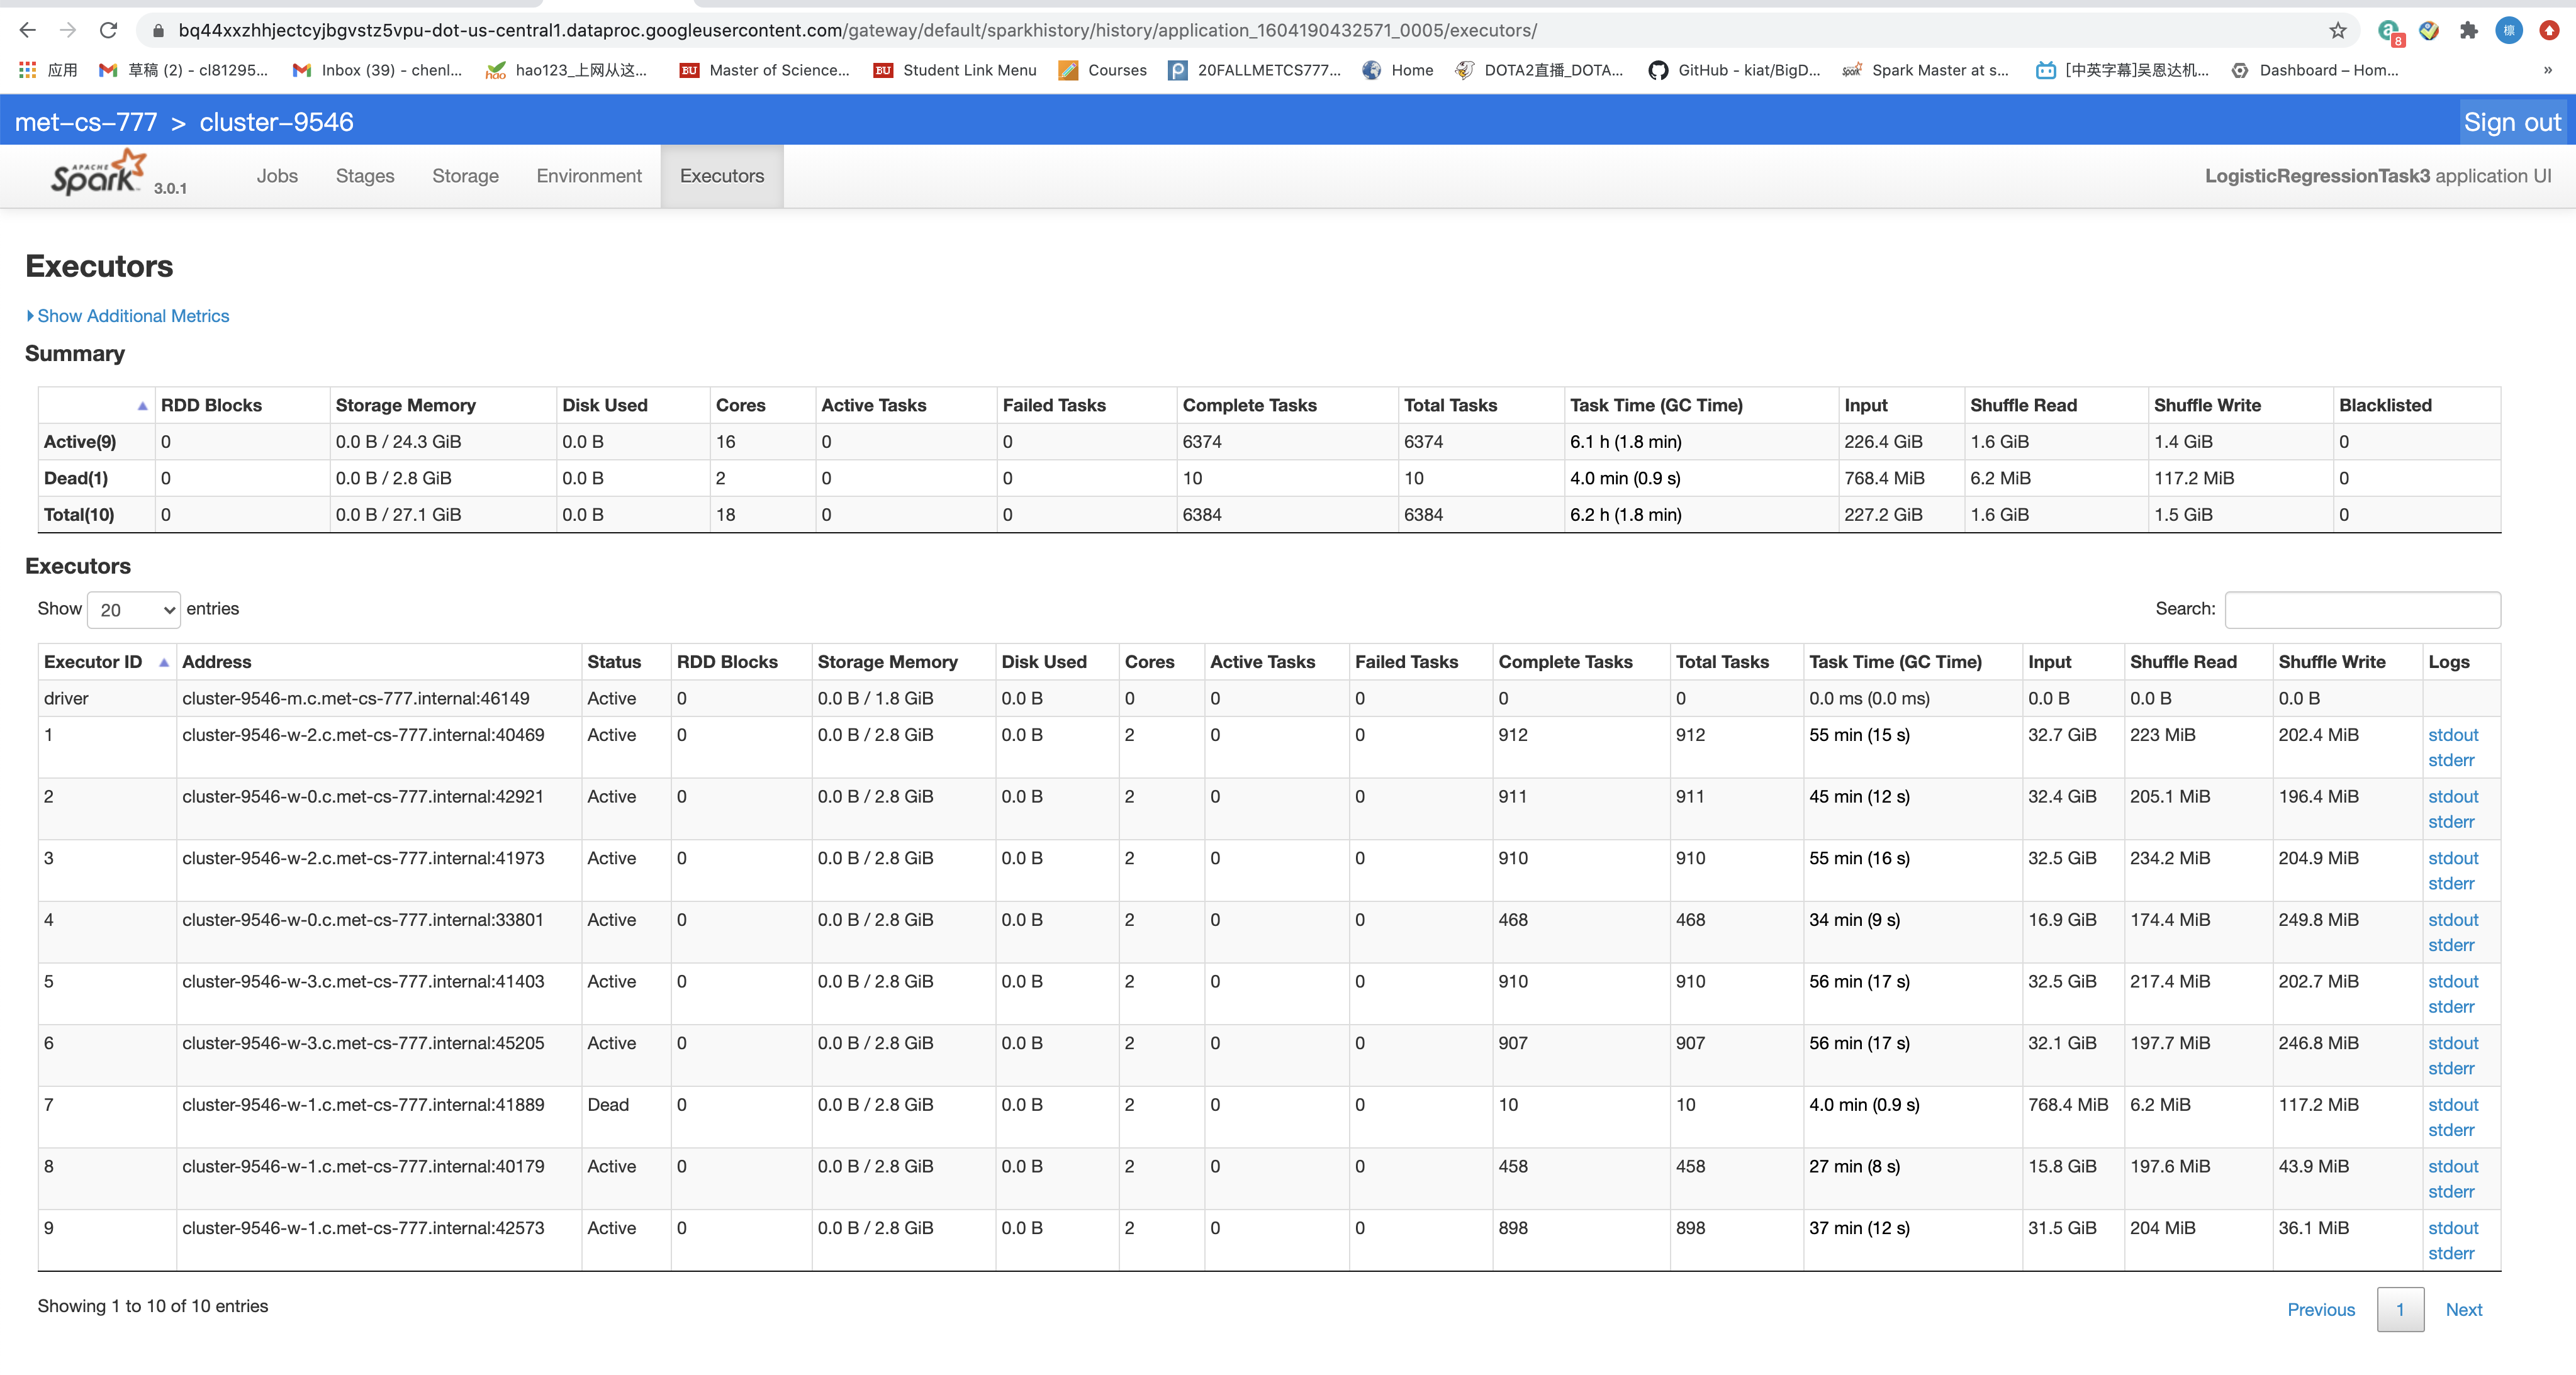 bq44xxzhhjectcyjbgvstz5vpu-dot-us-central1.dataproc.googleusercontent.com/gateway/default/sparkhistory/history/application_1604190432571_0005/executors/
8
檩
应用 草稿 (2) - cl81295... Inbox (39) - chenl... hao hao123_上网从这... BU Master of Science... BU Student Link Menu Courses 20FALLMETCS777... Home DOTA2直播_DOTA... GitHub - kiat/BigD... Spark Master at s... [中英字幕]吴恩达机... Dashboard – Hom... »
met-cs-777 > cluster-9546 Sign out
APACHE Spark 3.0.1 Jobs Stages Storage Environment Executors LogisticRegressionTask3 application UI
Executors
Show Additional Metrics
Summary
RDD Blocks Storage Memory Disk Used Cores Active Tasks Failed Tasks Complete Tasks Total Tasks Task Time (GC Time) Input Shuffle Read Shuffle Write Blacklisted
Active(9) 0 0.0 B / 24.3 GiB 0.0 B 16 0 0 6374 6374 6.1 h (1.8 min) 226.4 GiB 1.6 GiB 1.4 GiB 0
Dead(1) 0 0.0 B / 2.8 GiB 0.0 B 2 0 0 10 10 4.0 min (0.9 s) 768.4 MiB 6.2 MiB 117.2 MiB 0
Total(10) 0 0.0 B / 27.1 GiB 0.0 B 18 0 0 6384 6384 6.2 h (1.8 min) 227.2 GiB 1.6 GiB 1.5 GiB 0
Executors
Show 20 entries Search:
Executor ID Address Status RDD Blocks Storage Memory Disk Used Cores Active Tasks Failed Tasks Complete Tasks Total Tasks Task Time (GC Time) Input Shuffle Read Shuffle Write Logs
driver cluster-9546-m.c.met-cs-777.internal:46149 Active 0 0.0 B / 1.8 GiB 0.0 B 0 0 0 0 0 0.0 ms (0.0 ms) 0.0 B 0.0 B 0.0 B
1 cluster-9546-w-2.c.met-cs-777.internal:40469 Active 0 0.0 B / 2.8 GiB 0.0 B 2 0 0 912 912 55 min (15 s) 32.7 GiB 223 MiB 202.4 MiB stdout
stderr
2 cluster-9546-w-0.c.met-cs-777.internal:42921 Active 0 0.0 B / 2.8 GiB 0.0 B 2 0 0 911 911 45 min (12 s) 32.4 GiB 205.1 MiB 196.4 MiB stdout
stderr
3 cluster-9546-w-2.c.met-cs-777.internal:41973 Active 0 0.0 B / 2.8 GiB 0.0 B 2 0 0 910 910 55 min (16 s) 32.5 GiB 234.2 MiB 204.9 MiB stdout
stderr
4 cluster-9546-w-0.c.met-cs-777.internal:33801 Active 0 0.0 B / 2.8 GiB 0.0 B 2 0 0 468 468 34 min (9 s) 16.9 GiB 174.4 MiB 249.8 MiB stdout
stderr
5 cluster-9546-w-3.c.met-cs-777.internal:41403 Active 0 0.0 B / 2.8 GiB 0.0 B 2 0 0 910 910 56 min (17 s) 32.5 GiB 217.4 MiB 202.7 MiB stdout
stderr
6 cluster-9546-w-3.c.met-cs-777.internal:45205 Active 0 0.0 B / 2.8 GiB 0.0 B 2 0 0 907 907 56 min (17 s) 32.1 GiB 197.7 MiB 246.8 MiB stdout
stderr
7 cluster-9546-w-1.c.met-cs-777.internal:41889 Dead 0 0.0 B / 2.8 GiB 0.0 B 2 0 0 10 10 4.0 min (0.9 s) 768.4 MiB 6.2 MiB 117.2 MiB stdout
stderr
8 cluster-9546-w-1.c.met-cs-777.internal:40179 Active 0 0.0 B / 2.8 GiB 0.0 B 2 0 0 458 458 27 min (8 s) 15.8 GiB 197.6 MiB 43.9 MiB stdout
stderr
9 cluster-9546-w-1.c.met-cs-777.internal:42573 Active 0 0.0 B / 2.8 GiB 0.0 B 2 0 0 898 898 37 min (12 s) 31.5 GiB 204 MiB 36.1 MiB stdout
stderr
Showing 1 to 10 of 10 entries Previous 1 Next